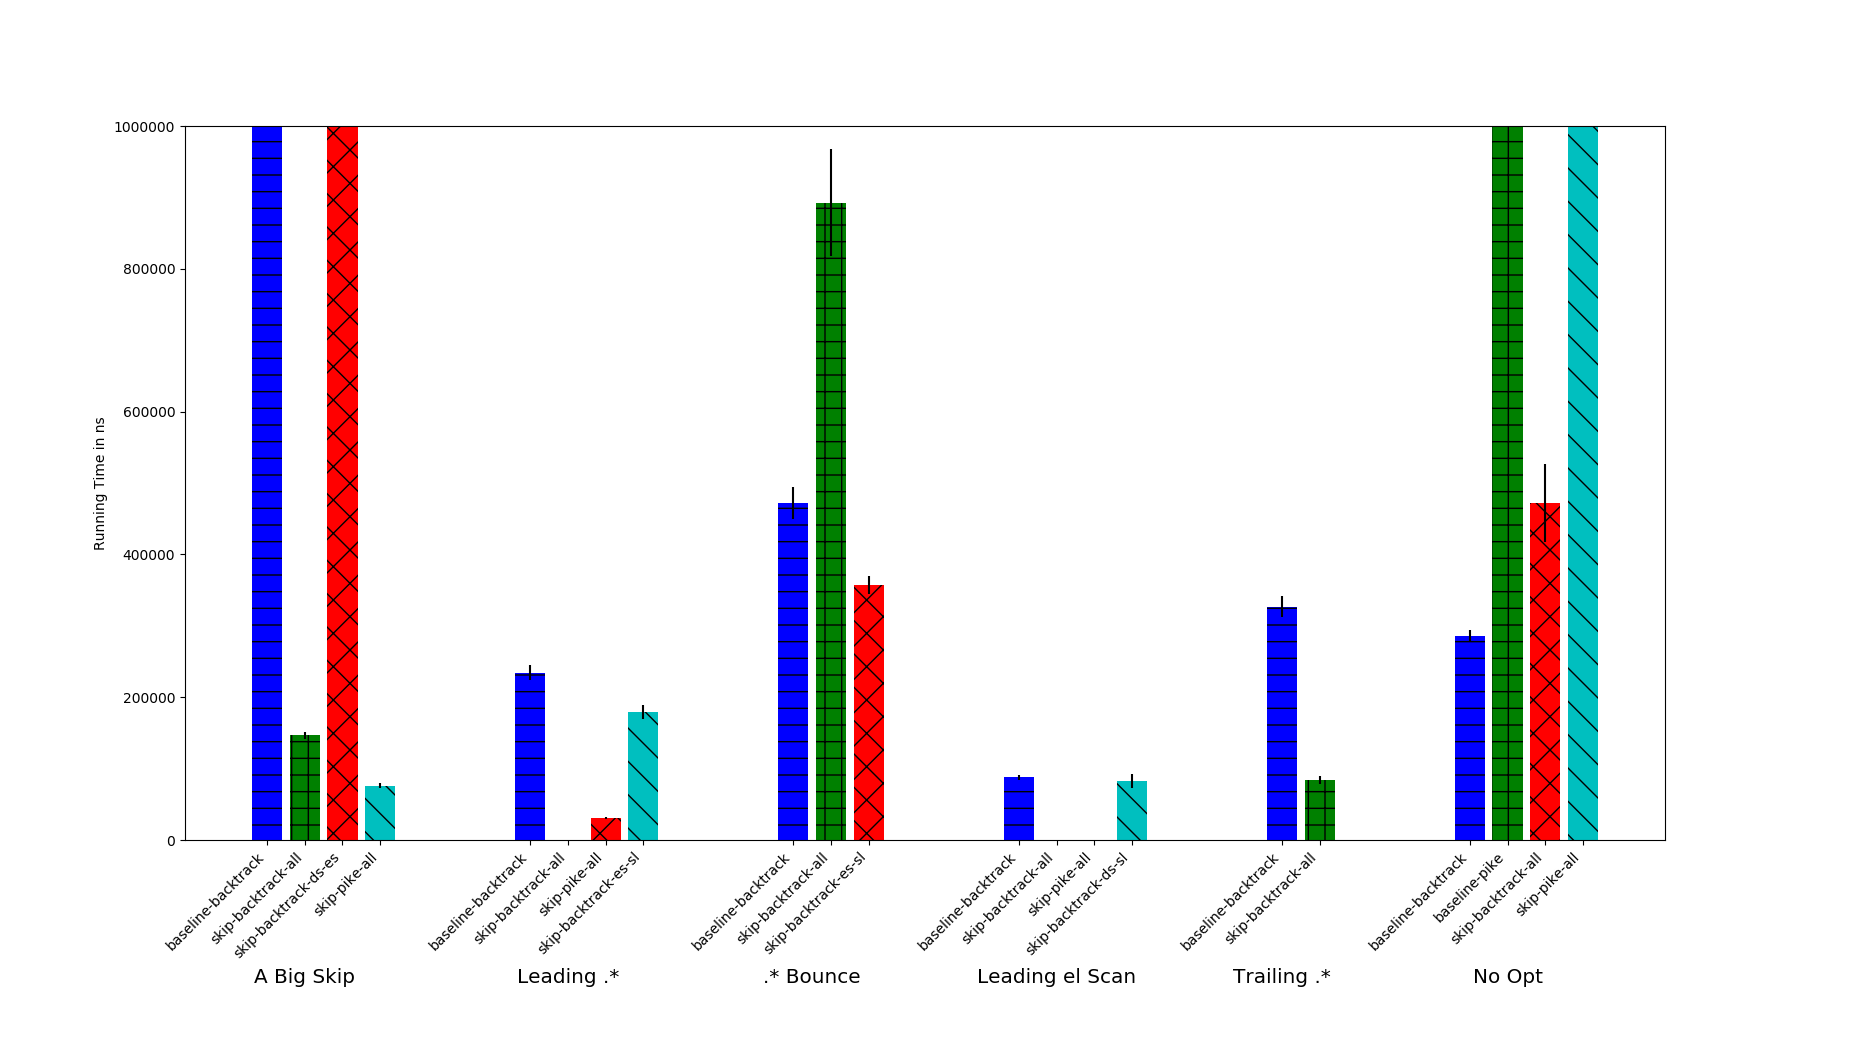 1000000
800000
600000
400000
200000
0
Running Time in ns
baseline-backtrack
skip-backtrack-all
skip-backtrack-ds-es
skip-pike-all
baseline-backtrack
skip-backtrack-all
skip-pike-all
skip-backtrack-es-sl
baseline-backtrack
skip-backtrack-all
skip-backtrack-es-sl
baseline-backtrack
skip-backtrack-all
skip-pike-all
skip-backtrack-ds-sl
baseline-backtrack
skip-backtrack-all
baseline-backtrack
baseline-pike
skip-backtrack-all
skip-pike-all
A Big Skip
Leading .*
.* Bounce
Leading el Scan
Trailing .*
No Opt